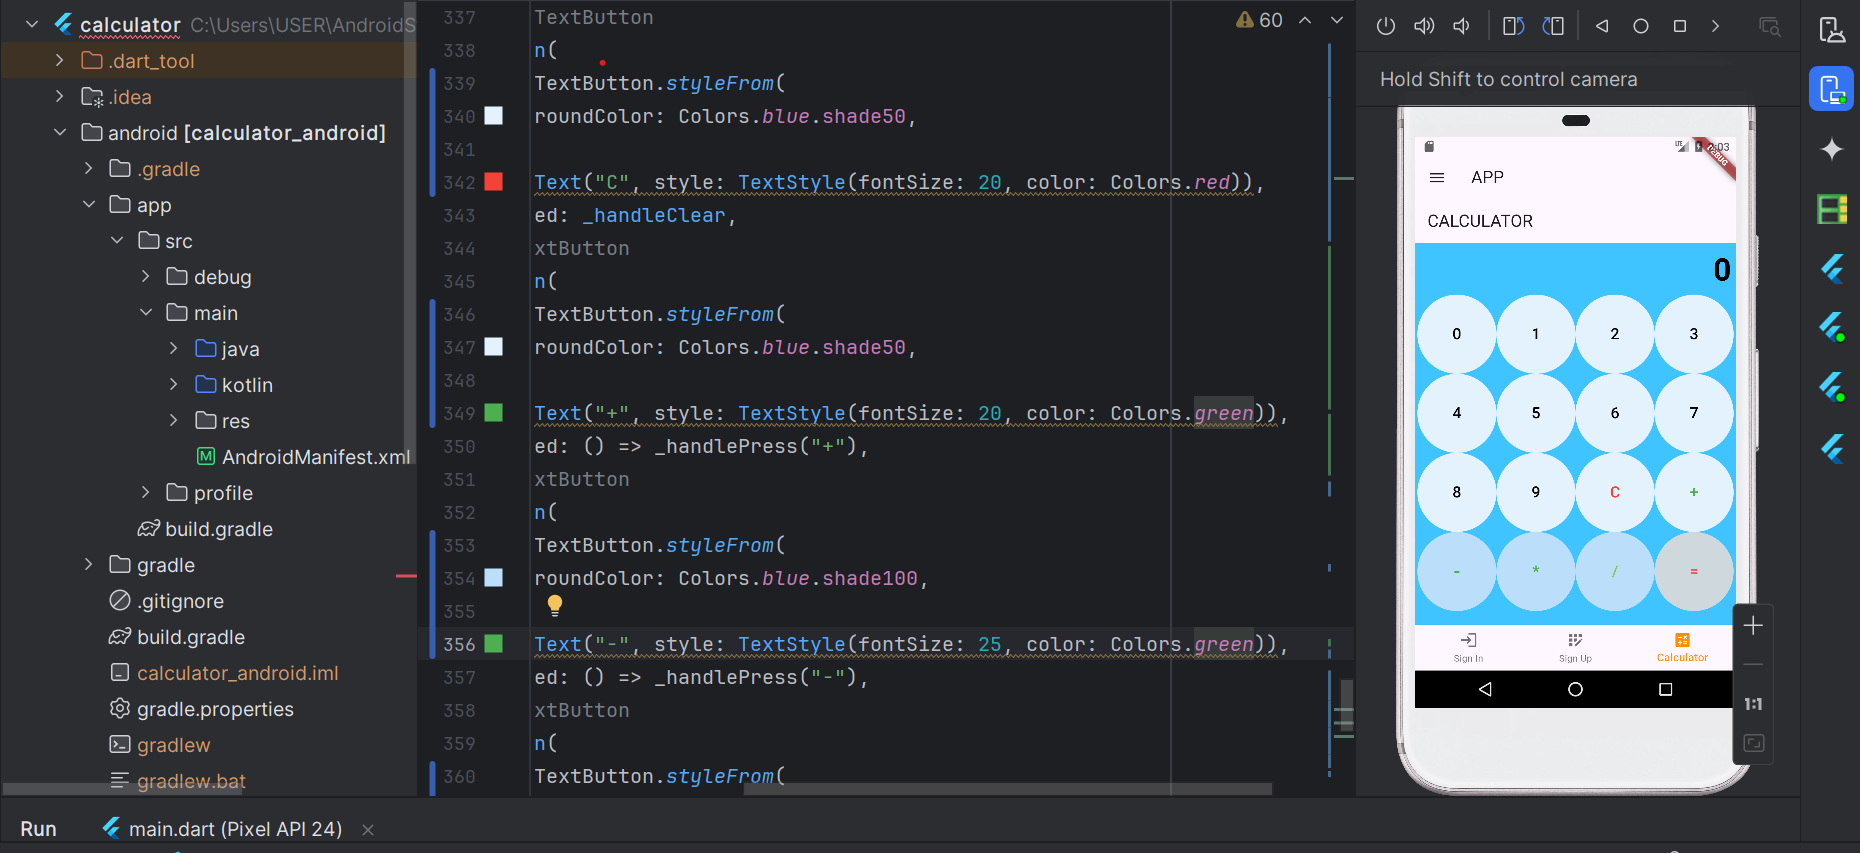 calculator C:\Users\USER\AndroidS
.dart_tool
.idea
android [calculator_android]
.gradle
app
src
debug
main
java
kotlin
res
AndroidManifest.xml
profile
build.gradle
gradle
.gitignore
build.gradle
calculator_android.iml
gradle.properties
gradlew
gradlew.bat
60
337 TextButton
338 n(
339 TextButton.styleFrom(
340 roundColor: Colors.blue.shade50,
341
342 Text("C", style: TextStyle(fontSize: 20, color: Colors.red)),
343 ed: _handleClear,
344 xtButton
345 n(
346 TextButton.styleFrom(
347 roundColor: Colors.blue.shade50,
348
349 Text("+", style: TextStyle(fontSize: 20, color: Colors.green)),
350 ed: () => _handlePress("+"),
351 xtButton
352 n(
353 TextButton.styleFrom(
354 roundColor: Colors.blue.shade100,
355
356 Text("-", style: TextStyle(fontSize: 25, color: Colors.green)),
357 ed: () => _handlePress("-"),
358 xtButton
359 n(
360 TextButton.styleFrom(
Hold Shift to control camera
LTE :03
DEBUG
APP
CALCULATOR
0
0 1 2 3
4 5 6 7
8 9 C +
- * / =
Sign In Sign Up Calculator
1:1
Run main.dart (Pixel API 24)